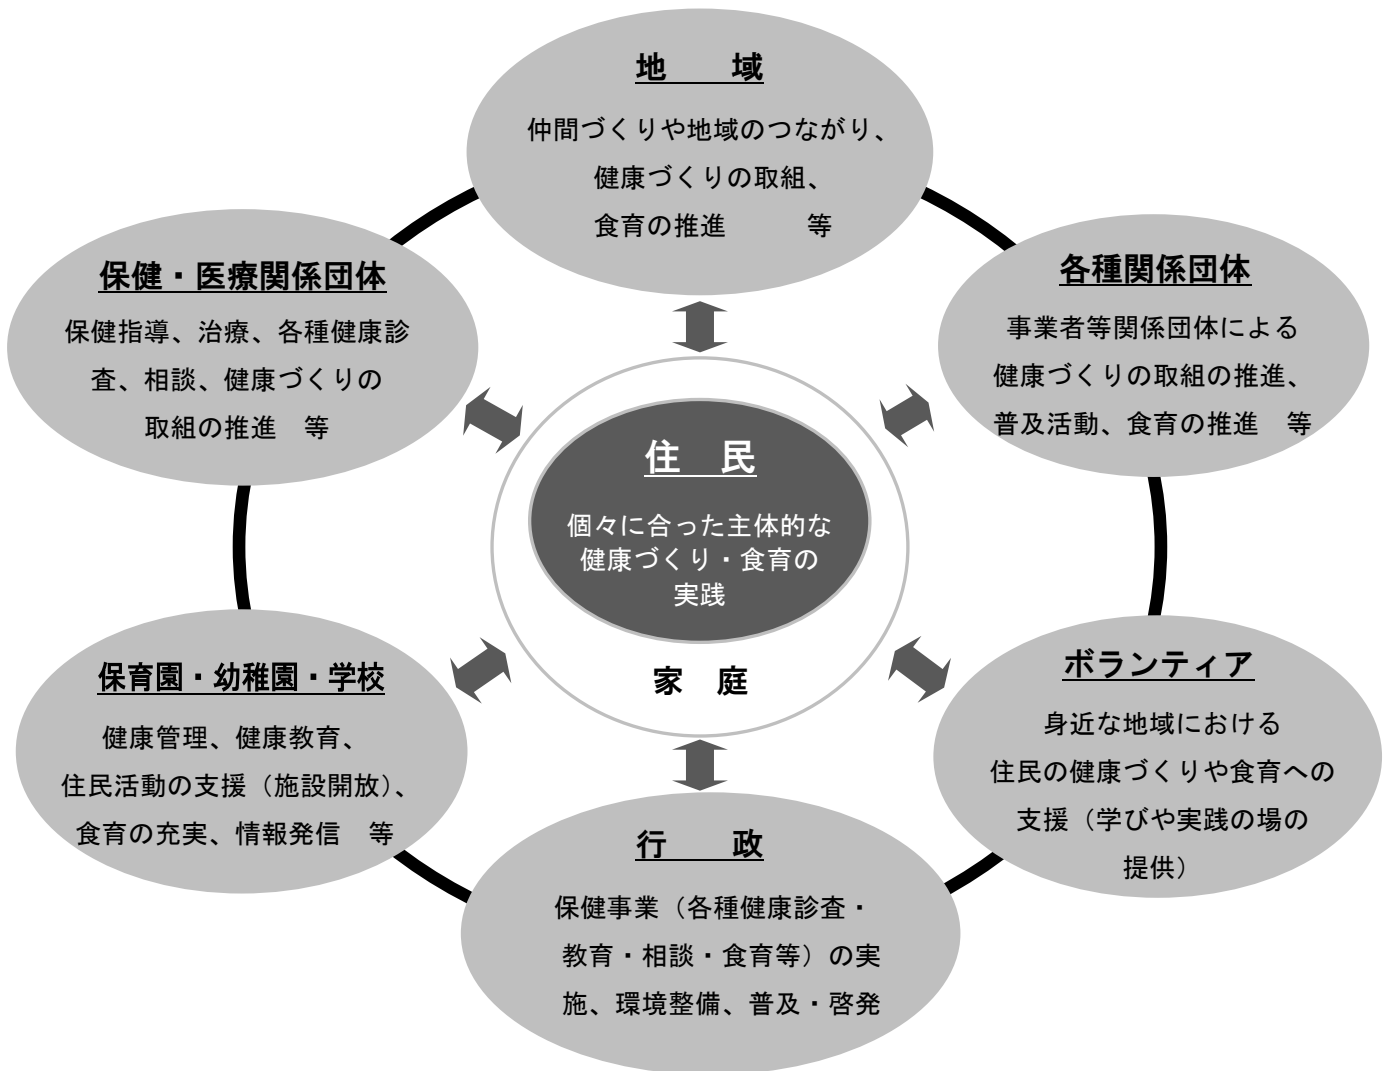 地　　域
仲間づくりや地域のつながり、
健康づくりの取組、
食育の推進　　　等
保健・医療関係団体
保健指導、治療、各種健康診
査、相談、健康づくりの
取組の推進　等
各種関係団体
事業者等関係団体による
健康づくりの取組の推進、
普及活動、食育の推進　等
住　民
個々に合った主体的な
健康づくり・食育の
実践
家　庭
保育園・幼稚園・学校
健康管理、健康教育、
住民活動の支援（施設開放）、
食育の充実、情報発信　等
ボランティア
身近な地域における
住民の健康づくりや食育への
支援（学びや実践の場の
提供）
行　　政
保健事業（各種健康診査・
教育・相談・食育等）の実
施、環境整備、普及・啓発